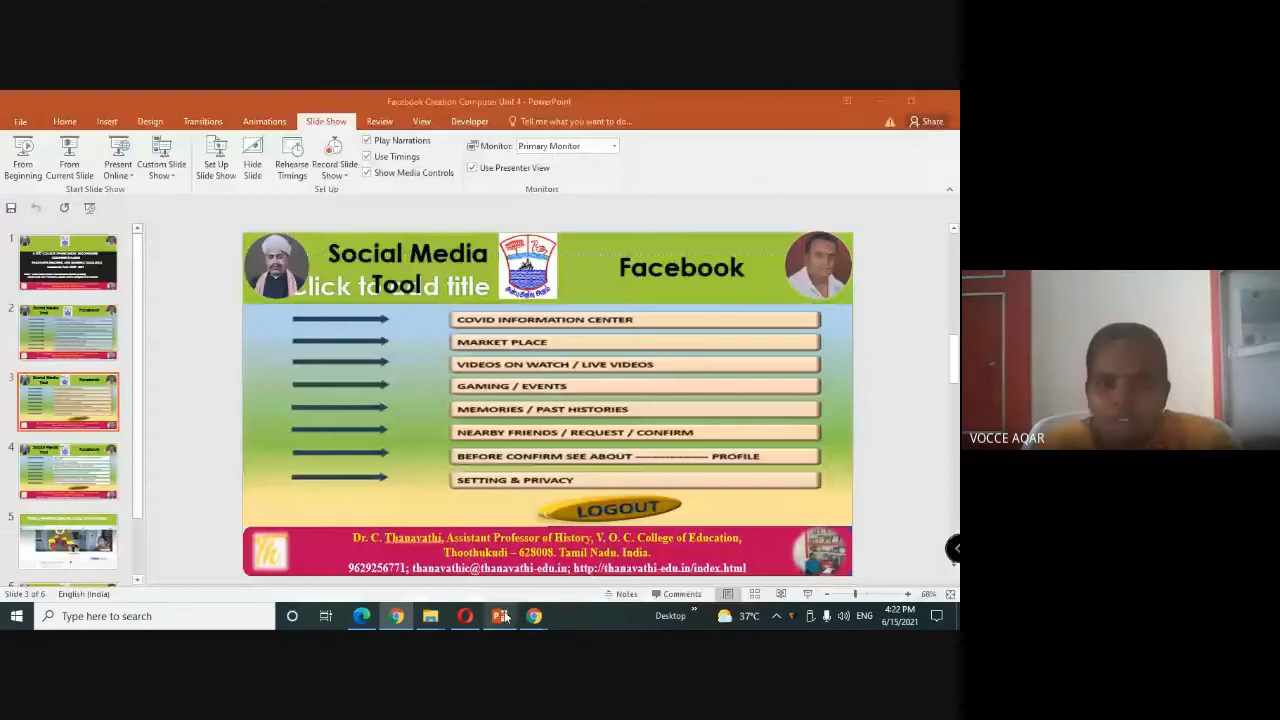 Facebook Creation Computer Unit 4 - PowerPoint
File Home Insert Design Transitions Animations Slide Show Review View Developer Tell me what you want to do... Share
From Beginning
From Current Slide
Present Online
Custom Slide Show
Set Up Slide Show
Hide Slide
Rehearse Timings
Record Slide Show
Play Narrations
Use Timings
Show Media Controls
Monitor: Primary Monitor
Use Presenter View
Start Slide Show
Set Up
Monitors
1
2
3
4
5
Social Media Tool
Facebook
Click to add title
COVID INFORMATION CENTER
MARKET PLACE
VIDEOS ON WATCH / LIVE VIDEOS
GAMING / EVENTS
MEMORIES / PAST HISTORIES
NEARBY FRIENDS / REQUEST / CONFIRM
BEFORE CONFIRM SEE ABOUT ------------------ PROFILE
SETTING & PRIVACY
LOGOUT
Th
Dr. C. Thanavathi, Assistant Professor of History, V. O. C. College of Education,
Thoothukudi – 628008. Tamil Nadu. India.
9629256771; thanavathic@thanavathi-edu.in; http://thanavathi-edu.in/index.html
VOCCE AQAR
Slide 3 of 6 English (India) Notes Comments 68%
Type here to search Desktop 37°C ENG 4:22 PM
6/15/2021